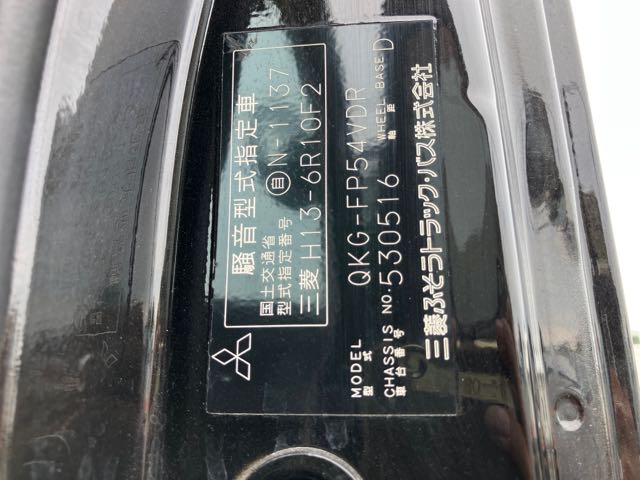 騒音型式指定車
国土交通省
型式指定番号 自 N-1137
三菱 H13-6R10F2
MODEL
型式 QKG-FP54VDR
CHASSIS NO. 530516 WHEEL BASE D
車台番号 軸距
三菱ふそうトラック・バス株式会社